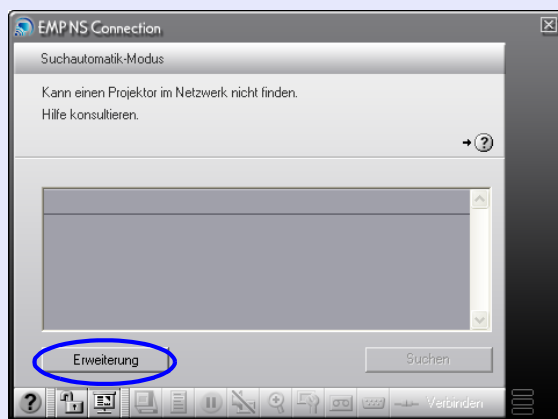 EMP NS Connection
Suchautomatik-Modus
Kann einen Projektor im Netzwerk nicht finden.
Hilfe konsultieren.
Erweiterung
Suchen
Verbinden